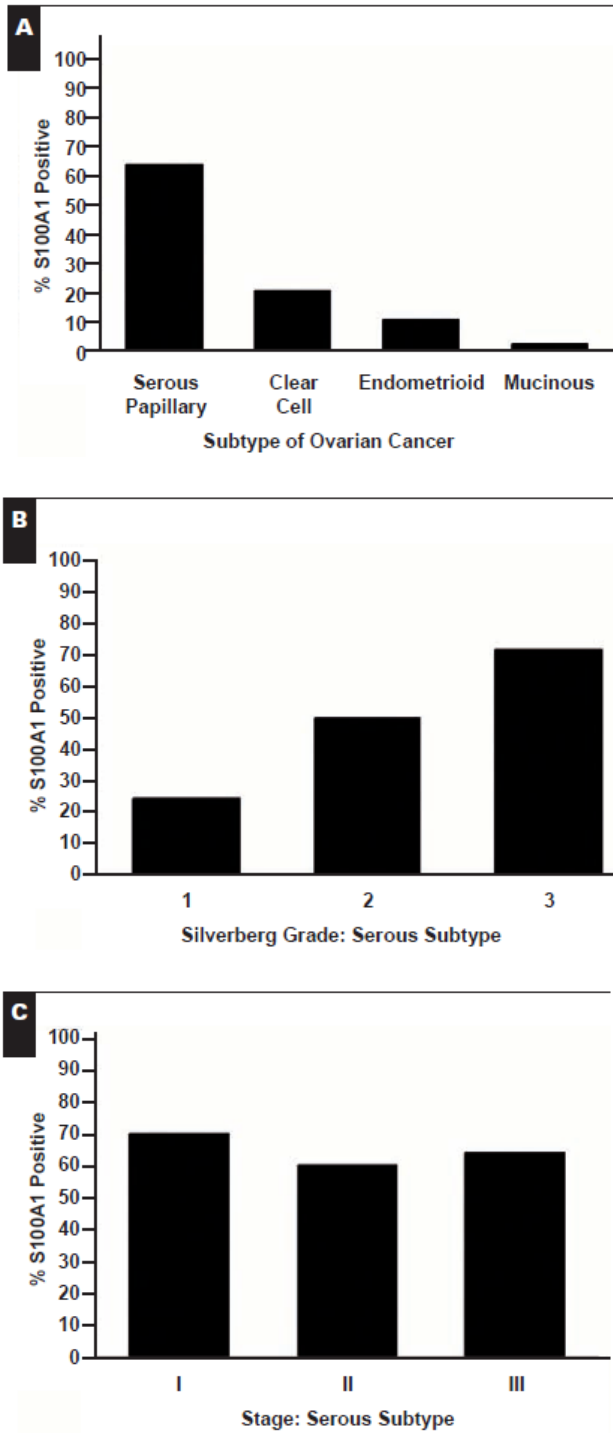 A
% S100A1 Positive
100
90
80
70
60
50
40
30
20
10
0
Serous Papillary
Clear Cell
Endometrioid
Mucinous
Subtype of Ovarian Cancer
B
% S100A1 Positive
100
90
80
70
60
50
40
30
20
10
0
1
2
3
Silverberg Grade: Serous Subtype
C
% S100A1 Positive
100
90
80
70
60
50
40
30
20
10
0
I
II
III
Stage: Serous Subtype